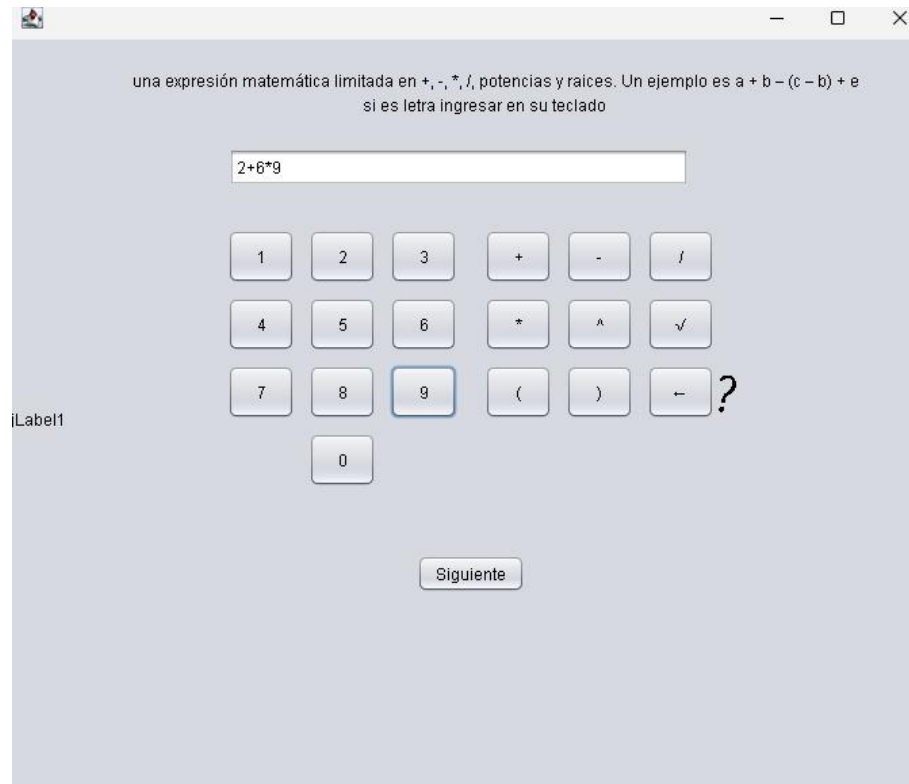 una expresión matemática limitada en +, -, *, /, potencias y raices. Un ejemplo es a + b – (c – b) + e
si es letra ingresar en su teclado
2+6*9
1 2 3 + - /
4 5 6 * ^ √
7 8 9 ( ) ← ?
jLabel1
0
Siguiente